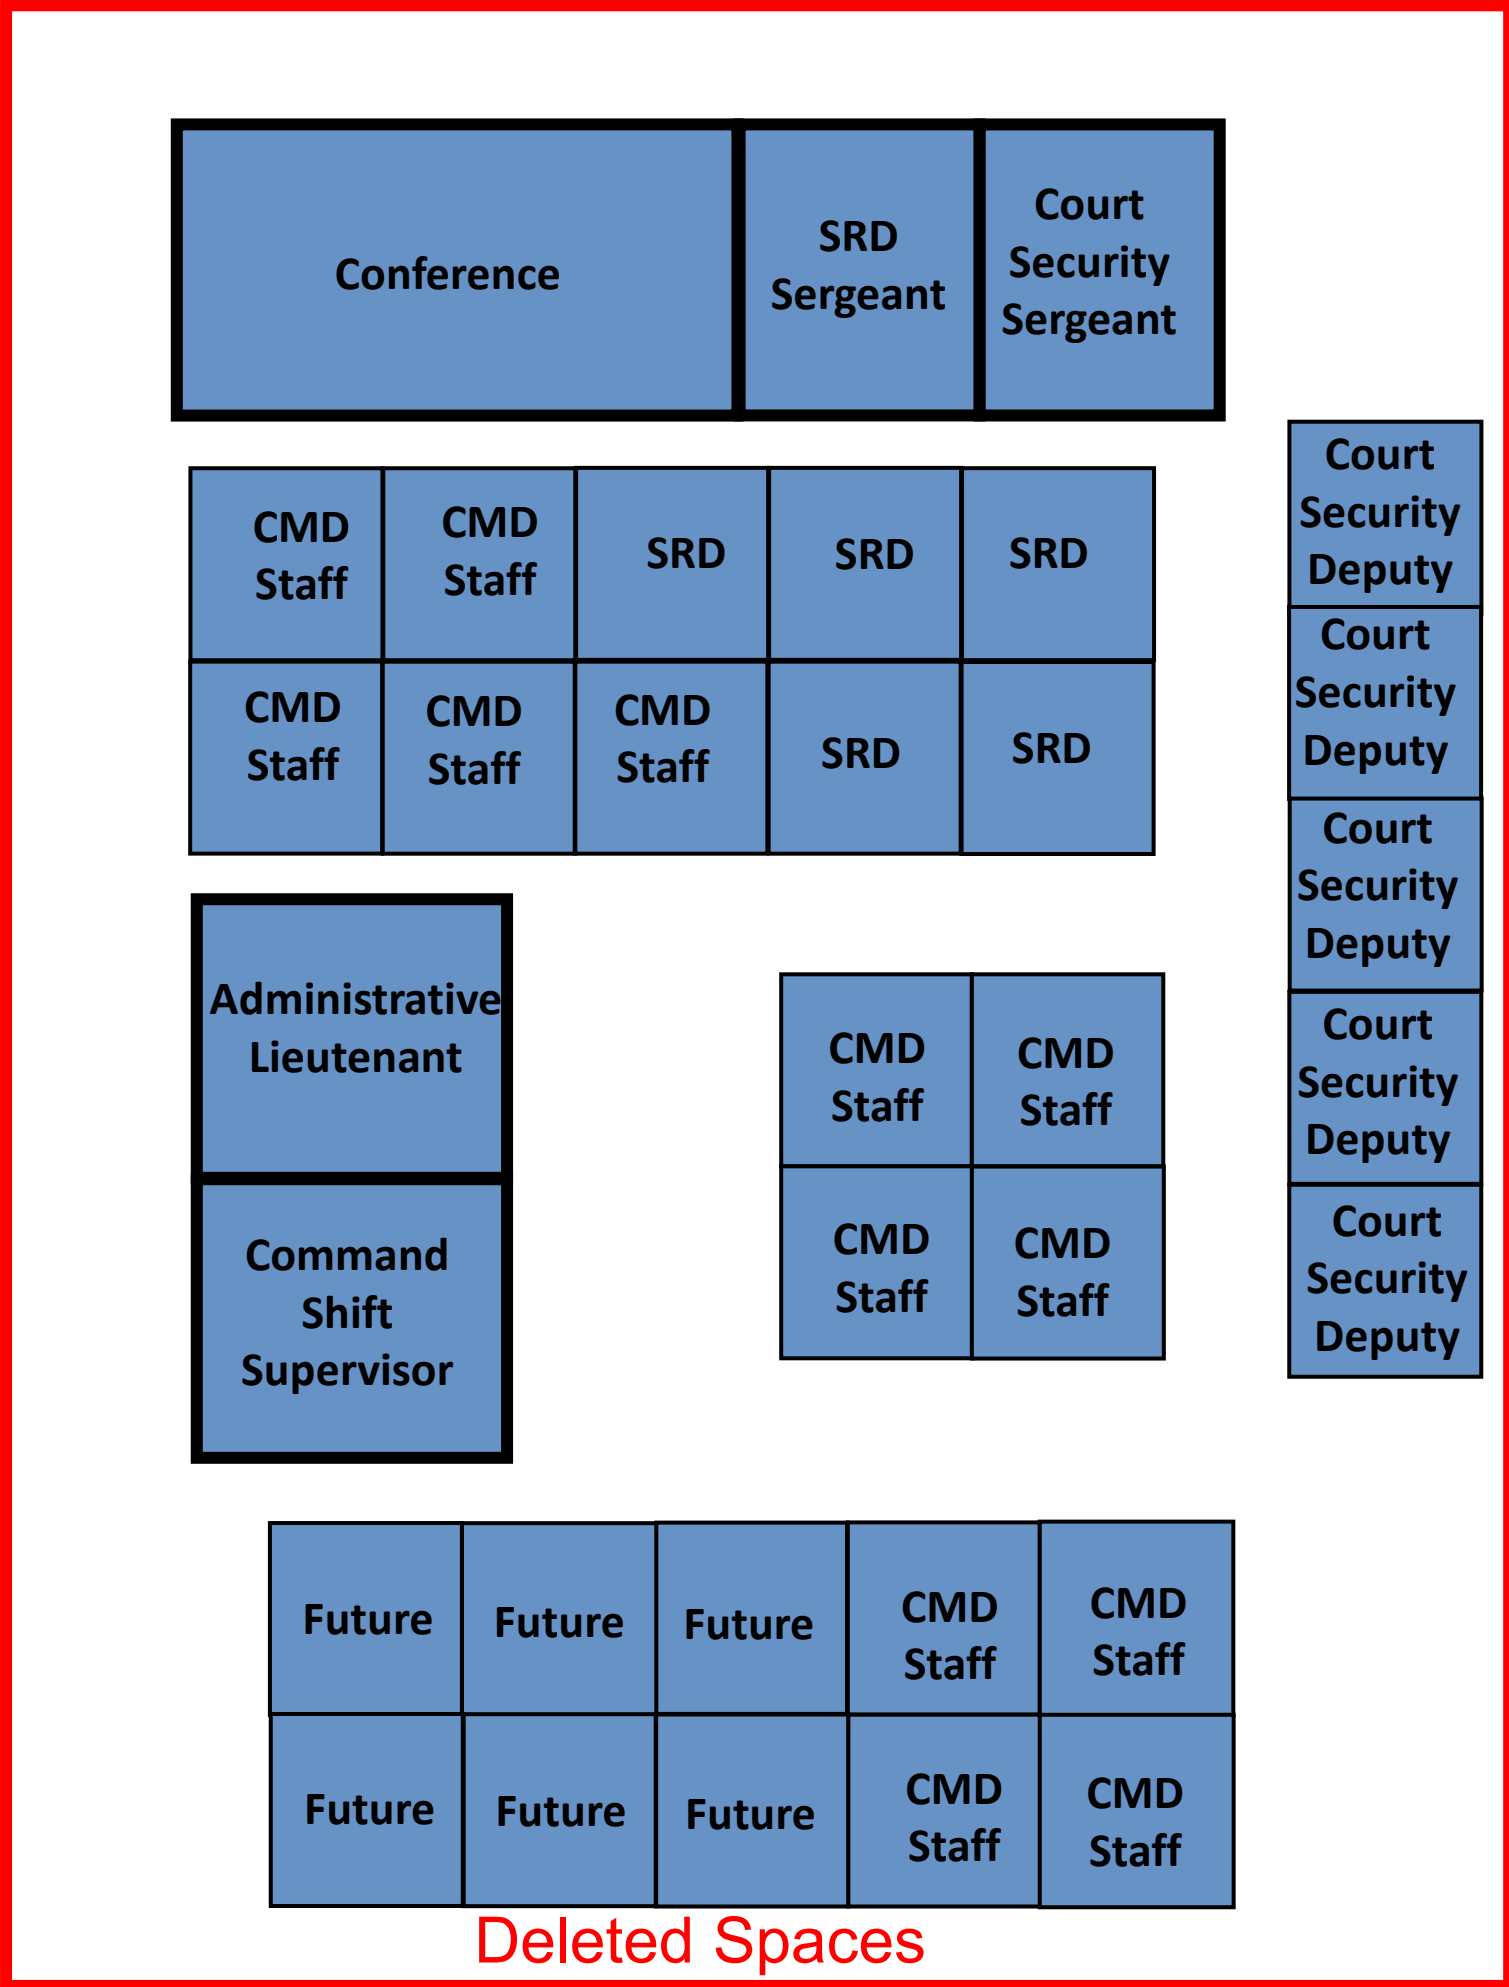 Conference
SRD
Sergeant
Court
Security
Sergeant
CMD
Staff
CMD
Staff
SRD
SRD
SRD
CMD
Staff
CMD
Staff
CMD
Staff
SRD
SRD
Court
Security
Deputy
Court
Security
Deputy
Court
Security
Deputy
Court
Security
Deputy
Court
Security
Deputy
Administrative
Lieutenant
Command
Shift
Supervisor
CMD
Staff
CMD
Staff
CMD
Staff
CMD
Staff
Future
Future
Future
CMD
Staff
CMD
Staff
Future
Future
Future
CMD
Staff
CMD
Staff
Deleted Spaces